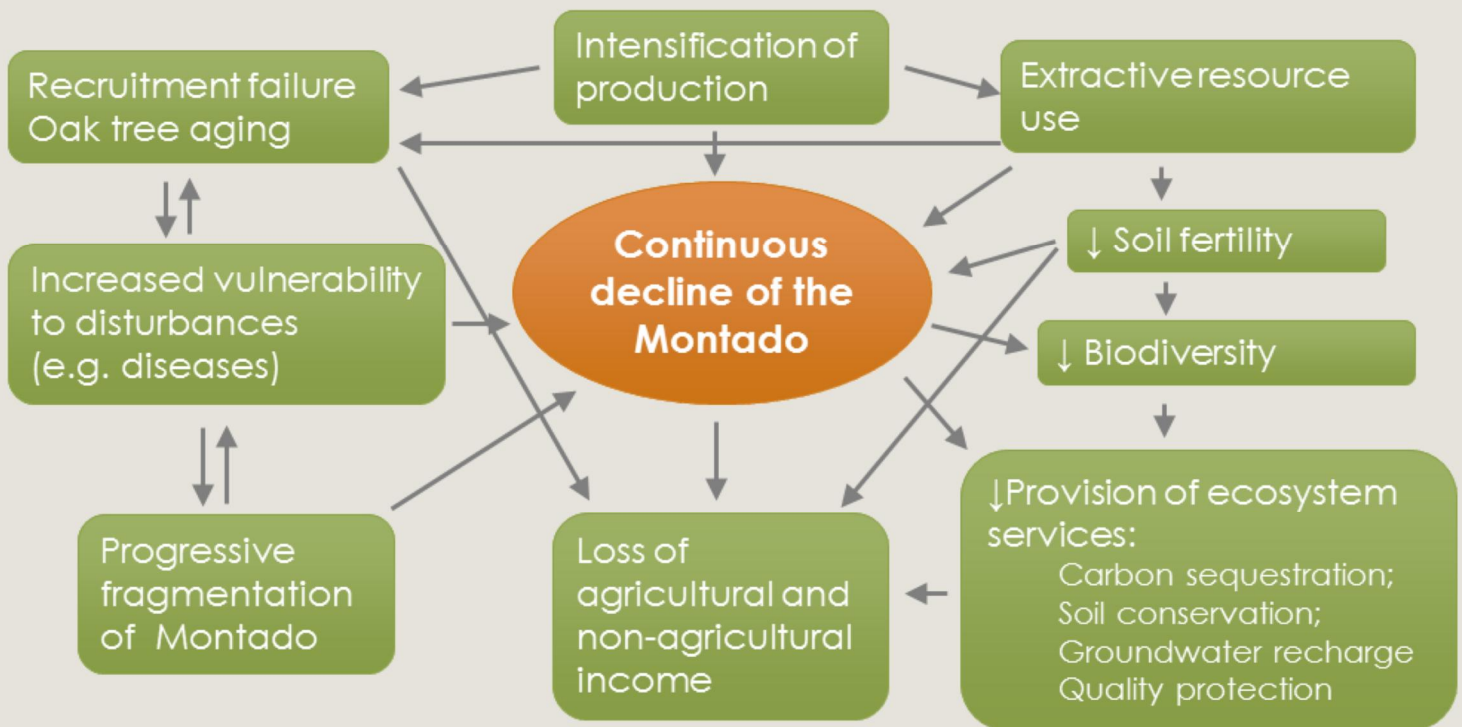 Intensification of
production
Recruitment failure
Oak tree aging
Extractive resource
use
Continuous
decline of the
Montado
↓ Soil fertility
Increased vulnerability
to disturbances
(e.g. diseases)
↓ Biodiversity
Progressive
fragmentation
of Montado
Loss of
agricultural and
non-agricultural
income
↓Provision of ecosystem
services:
Carbon sequestration;
Soil conservation;
Groundwater recharge
Quality protection